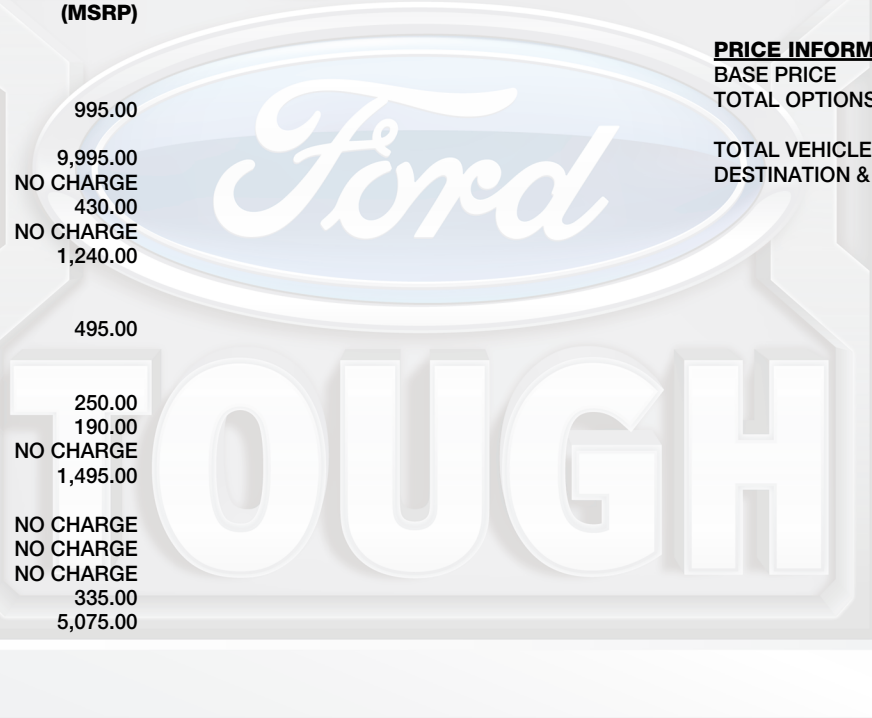 (MSRP)
995.00
9,995.00
NO CHARGE
430.00
NO CHARGE
1,240.00
495.00
250.00
190.00
NO CHARGE
1,495.00
NO CHARGE
NO CHARGE
NO CHARGE
335.00
5,075.00
PRICE INFORM
BASE PRICE
TOTAL OPTIONS
TOTAL VEHICLE
DESTINATION &
Ford
TOUGH